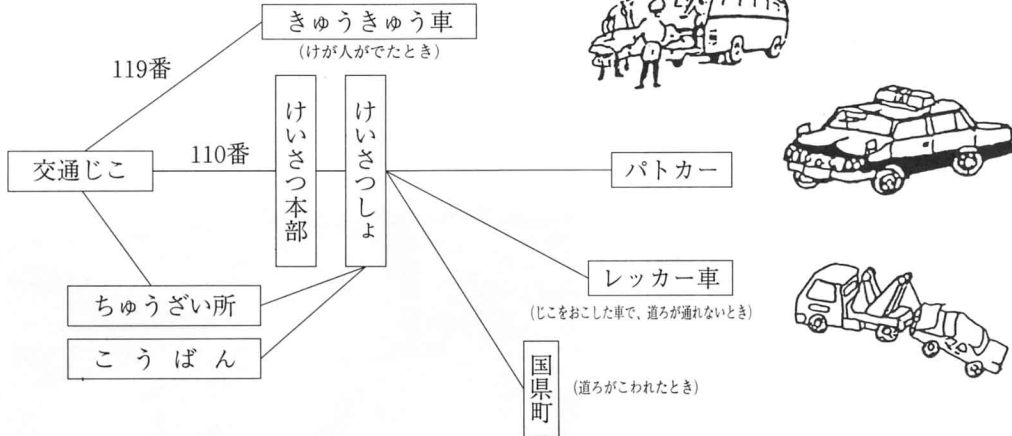 きゅうきゅう車
(けが人がでたとき)
119番
交通じこ
110番
けいさつ本部
けいさつしょ
パトカー
レッカー車
(じこをおこした車で、道ろが通れないとき)
ちゅうざい所
こうばん
国県町
(道ろがこわれたとき)